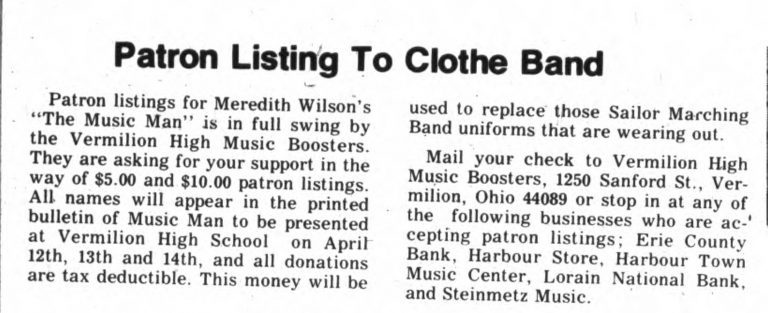 Patron Listing To Clothe Band
Patron listings for Meredith Wilson's
"The Music Man" is in full swing by
the Vermilion High Music Boosters.
They are asking for your support in the
way of $5.00 and $10.00 patron listings.
All names will appear in the printed
bulletin of Music Man to be presented
at Vermilion High School on April
12th, 13th and 14th, and all donations
are tax deductible. This money will be
used to replace those Sailor Marching
Band uniforms that are wearing out.
Mail your check to Vermilion High
Music Boosters, 1250 Sanford St., Ver-
milion, Ohio 44089 or stop in at any of
the following businesses who are ac-
cepting patron listings; Erie County
Bank, Harbour Store, Harbour Town
Music Center, Lorain National Bank,
and Steinmetz Music.